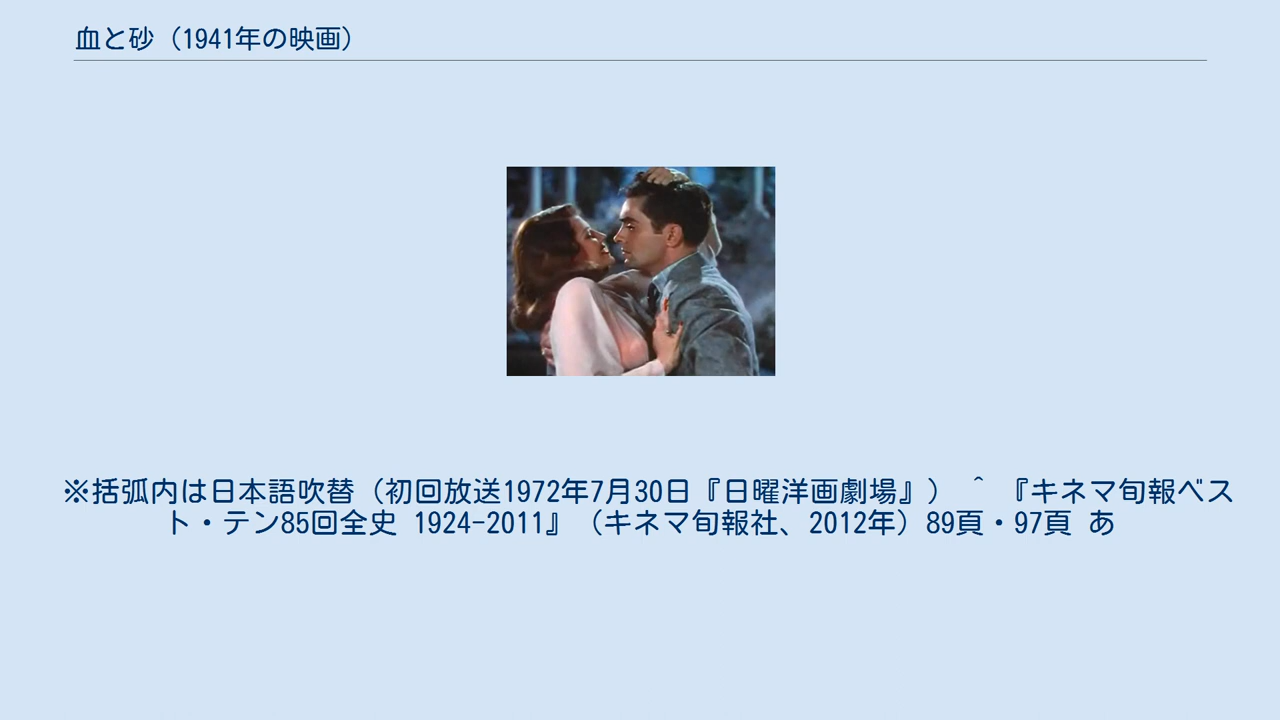 血と砂（1941年の映画）
※括弧内は日本語吹替（初回放送1972年7月30日『日曜洋画劇場』） ^ 『キネマ旬報ベス
ト・テン85回全史 1924-2011』（キネマ旬報社、2012年）89頁・97頁 あ